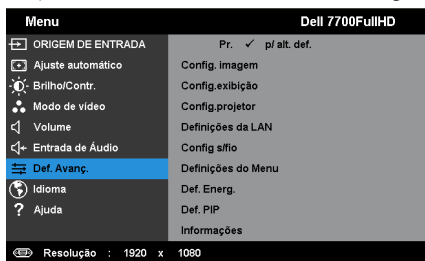 Menu Dell 7700FullHD
ORIGEM DE ENTRADA Pr. ✓ p/ alt. def.
Ajuste automático Config. imagem
Brilho/Contr. Config.exibição
Modo de vídeo Config.projetor
Volume Definições da LAN
Entrada de Áudio Config s/fio
Def. Avanç. Definições do Menu
Idioma Def. Energ.
? Ajuda Def. PIP
Informações
Resolução : 1920 x 1080